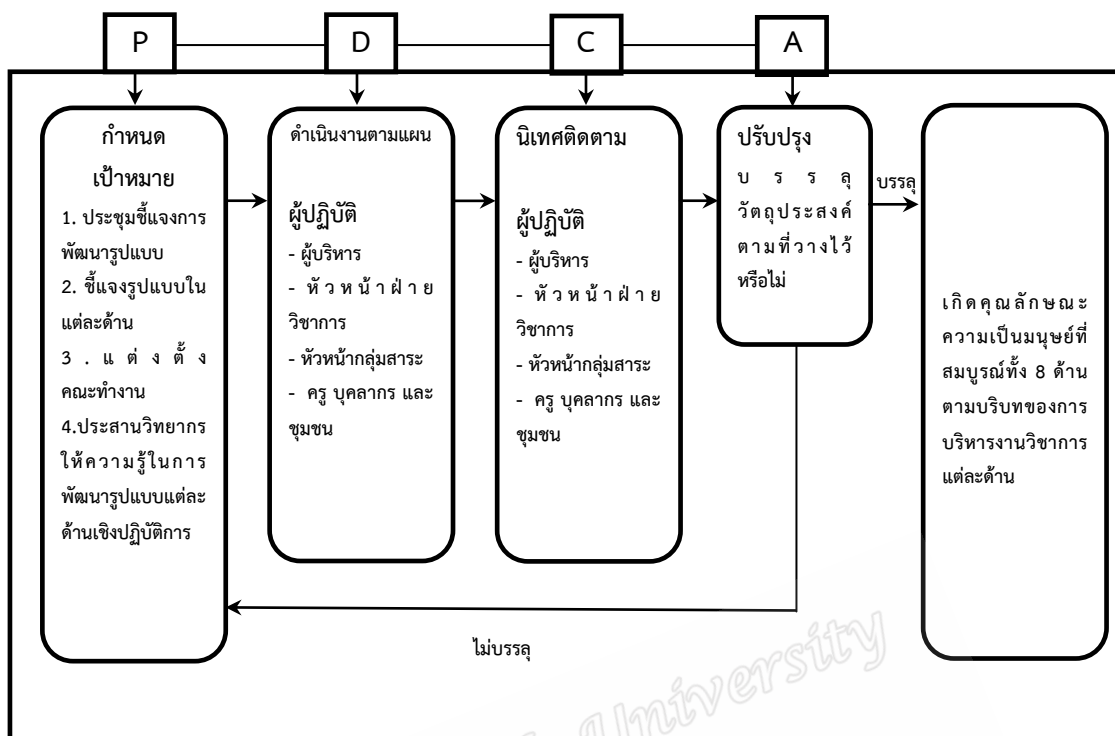 P
D
C
A
กำหนด
เป้าหมาย
1. ประชุมชี้แจงการ
พัฒนารูปแบบ
2. ชี้แจงรูปแบบใน
แต่ละด้าน
3 . แต่งตั้ง
คณะทำงาน
4.ประสานวิทยากร
ให้ความรู้ในการ
พัฒนารูปแบบแต่ละ
ด้านเชิงปฏิบัติการ
ดำเนินงานตามแผน
ผู้ปฏิบัติ
- ผู้บริหาร
- หัวหน้าฝ่าย
วิชาการ
- หัวหน้ากลุ่มสาระ
- ครู บุคลากร และ
ชุมชน
นิเทศติดตาม
ผู้ปฏิบัติ
- ผู้บริหาร
- หัวหน้าฝ่าย
วิชาการ
- หัวหน้ากลุ่มสาระ
- ครู บุคลากร และ
ชุมชน
ปรับปรุง
บรรลุ
วัตถุประสงค์
ตามที่วางไว้
หรือไม่
บรรลุ
เกิดคุณลักษณะ
ความเป็นมนุษย์ที่
สมบูรณ์ทั้ง 8 ด้าน
ตามบริบทของการ
บริหารงานวิชาการ
แต่ละด้าน
ไม่บรรลุ
University